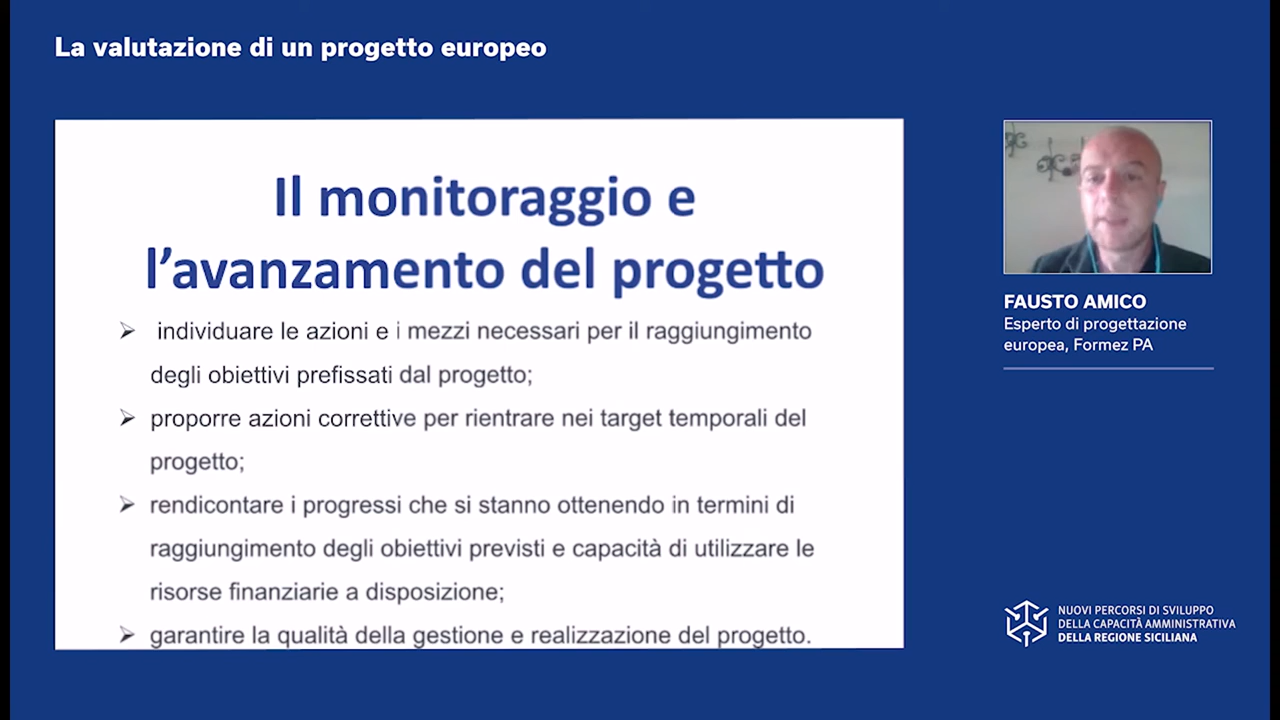 La valutazione di un progetto europeo
Il monitoraggio e
l’avanzamento del progetto
➢ individuare le azioni e i mezzi necessari per il raggiungimento
degli obiettivi prefissati dal progetto;
➢ proporre azioni correttive per rientrare nei target temporali del
progetto;
➢ rendicontare i progressi che si stanno ottenendo in termini di
raggiungimento degli obiettivi previsti e capacità di utilizzare le
risorse finanziarie a disposizione;
➢ garantire la qualità della gestione e realizzazione del progetto.
FAUSTO AMICO
Esperto di progettazione
europea, Formez PA
NUOVI PERCORSI DI SVILUPPO
DELLA CAPACITÀ AMMINISTRATIVA
DELLA REGIONE SICILIANA